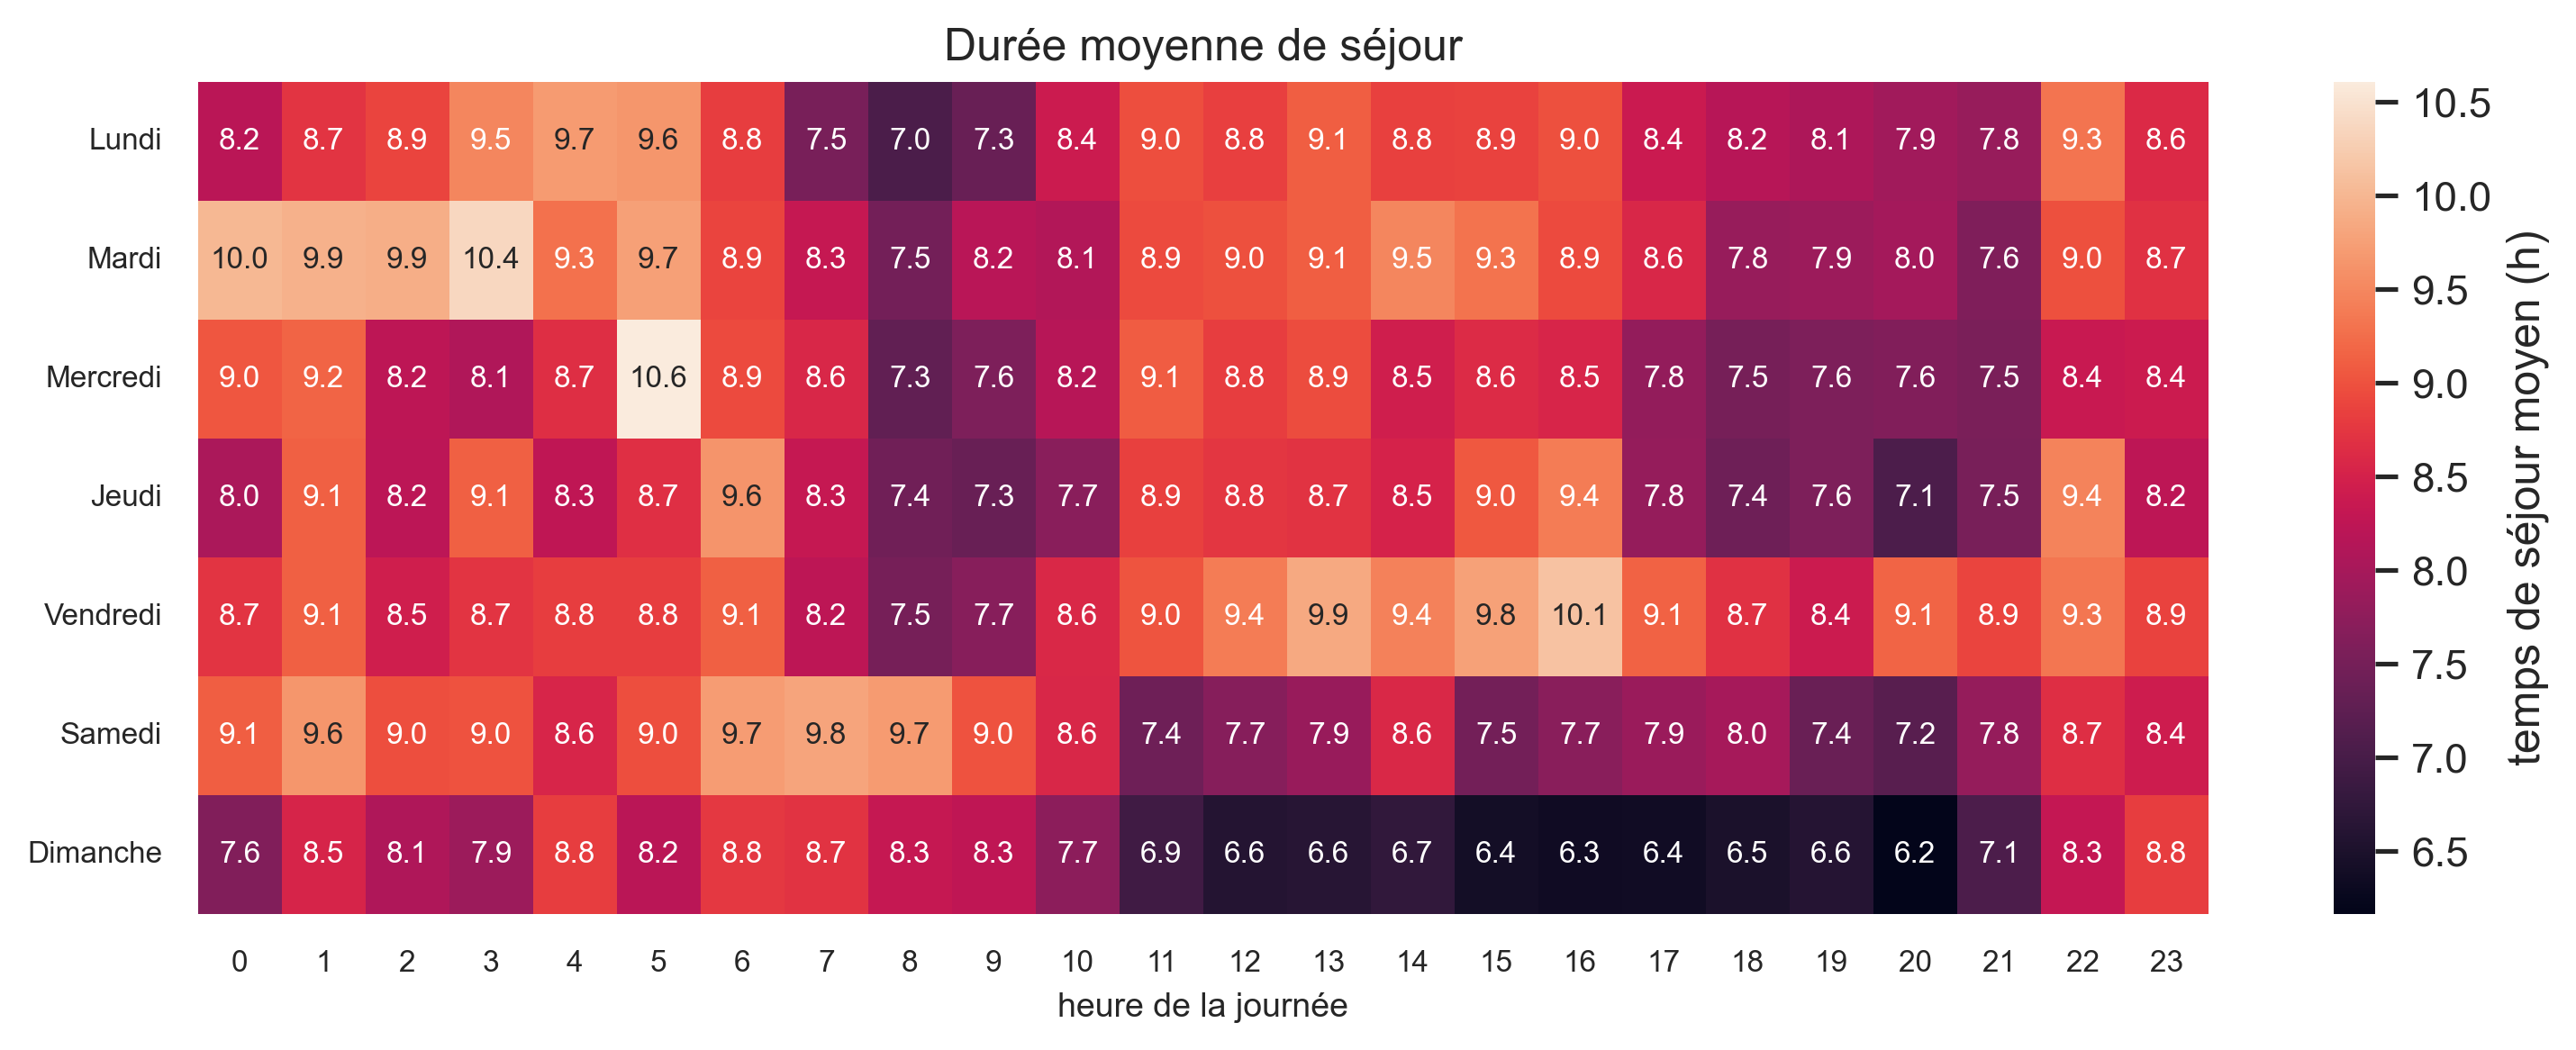 Durée moyenne de séjour
Lundi 8.2 8.7 8.9 9.5 9.7 9.6 8.8 7.5 7.0 7.3 8.4 9.0 8.8 9.1 8.8 8.9 9.0 8.4 8.2 8.1 7.9 7.8 9.3 8.6
Mardi 10.0 9.9 9.9 10.4 9.3 9.7 8.9 8.3 7.5 8.2 8.1 8.9 9.0 9.1 9.5 9.3 8.9 8.6 7.8 7.9 8.0 7.6 9.0 8.7
Mercredi 9.0 9.2 8.2 8.1 8.7 10.6 8.9 8.6 7.3 7.6 8.2 9.1 8.8 8.9 8.5 8.6 8.5 7.8 7.5 7.6 7.6 7.5 8.4 8.4
Jeudi 8.0 9.1 8.2 9.1 8.3 8.7 9.6 8.3 7.4 7.3 7.7 8.9 8.8 8.7 8.5 9.0 9.4 7.8 7.4 7.6 7.1 7.5 9.4 8.2
Vendredi 8.7 9.1 8.5 8.7 8.8 8.8 9.1 8.2 7.5 7.7 8.6 9.0 9.4 9.9 9.4 9.8 10.1 9.1 8.7 8.4 9.1 8.9 9.3 8.9
Samedi 9.1 9.6 9.0 9.0 8.6 9.0 9.7 9.8 9.7 9.0 8.6 7.4 7.7 7.9 8.6 7.5 7.7 7.9 8.0 7.4 7.2 7.8 8.7 8.4
Dimanche 7.6 8.5 8.1 7.9 8.8 8.2 8.8 8.7 8.3 8.3 7.7 6.9 6.6 6.6 6.7 6.4 6.3 6.4 6.5 6.6 6.2 7.1 8.3 8.8
0 1 2 3 4 5 6 7 8 9 10 11 12 13 14 15 16 17 18 19 20 21 22 23
heure de la journée
10.5
10.0
9.5
9.0
8.5
8.0
7.5
7.0
6.5
temps de séjour moyen (h)